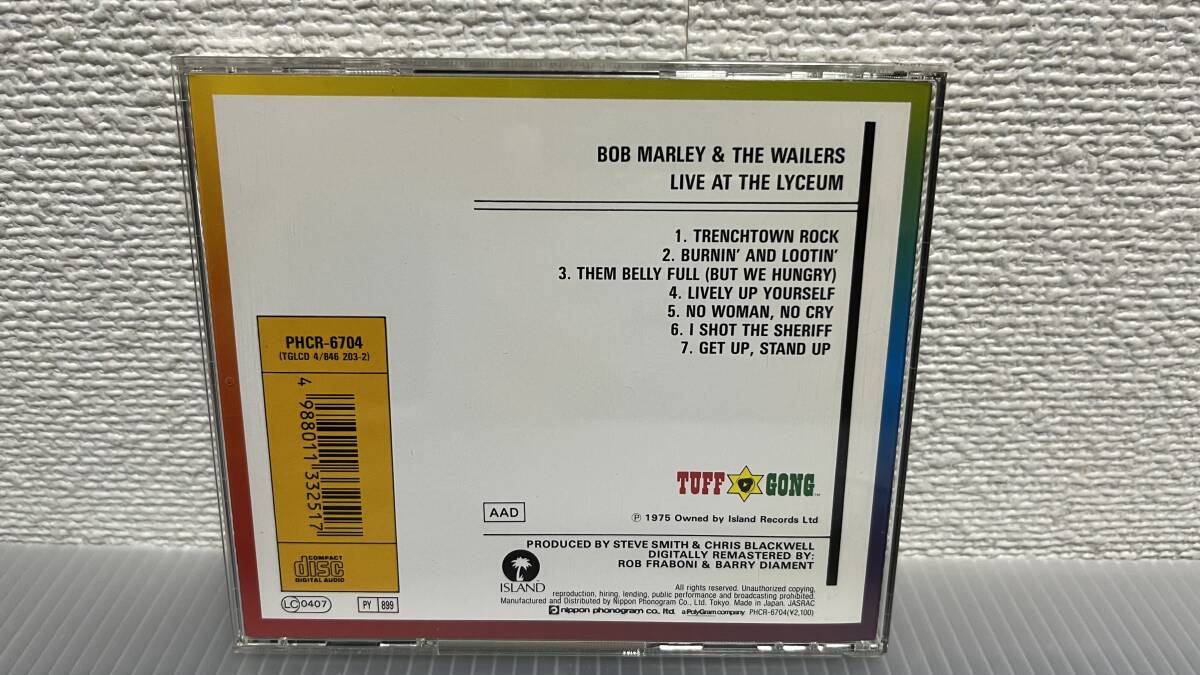 BOB MARLEY & THE WAILERS
LIVE AT THE LYCEUM
1. TRENCHTOWN ROCK
2. BURNIN' AND LOOTIN'
3. THEM BELLY FULL (BUT WE HUNGRY)
4. LIVELY UP YOURSELF
5. NO WOMAN, NO CRY
6. I SHOT THE SHERIFF
7. GET UP, STAND UP
PHCR-6704
(TGLCD 4/846 203-2)
4 988011 332517
COMPACT
disc
DIGITAL AUDIO
LC 0407
PY 899
TUFF GONG™
AAD
℗ 1975 Owned by Island Records Ltd
PRODUCED BY STEVE SMITH & CHRIS BLACKWELL
DIGITALLY REMASTERED BY:
ROB FRABONI & BARRY DIAMENT
ISLAND™
All rights reserved. Unauthorized copying,
reproduction, hiring, lending, public performance and broadcasting prohibited.
Manufactured and Distributed by Nippon Phonogram Co., Ltd. Tokyo. Made in Japan. JASRAC
nippon phonogram co., ltd. a PolyGram company PHCR-6704(¥2,100)